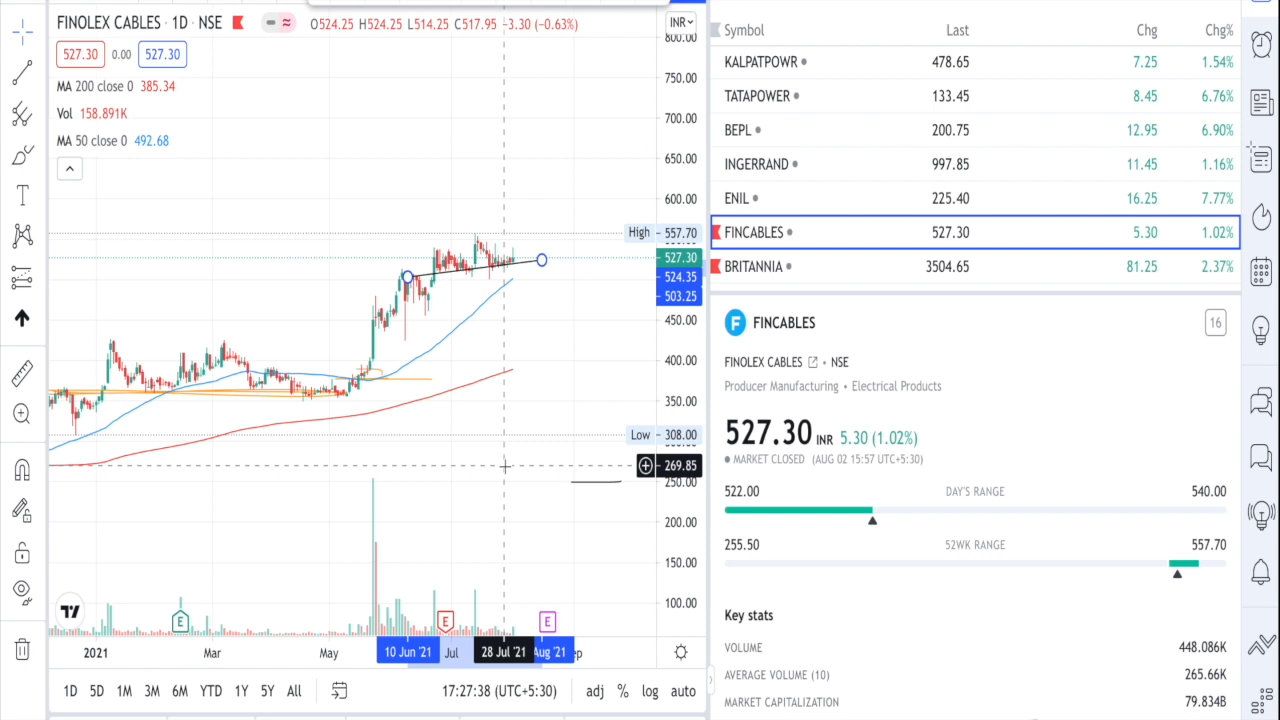 FINOLEX CABLES · 1D · NSE O524.25 H524.25 L514.25 C517.95 −3.30 (−0.63%)
527.30 0.00 527.30
MA 200 close 0 385.34
Vol 158.891K
MA 50 close 0 492.68
INR
800.00
750.00
700.00
650.00
600.00
High 557.70
527.30
524.35
503.25
450.00
400.00
350.00
Low 308.00
269.85
250.00
200.00
150.00
100.00
E E E
2021 Mar May 10 Jun '21 Jul 28 Jul '21 Aug '21 ep
1D 5D 1M 3M 6M YTD 1Y 5Y All 17:27:38 (UTC+5:30) adj % log auto
Symbol Last Chg Chg%
KALPATPOWR 478.65 7.25 1.54%
TATAPOWER 133.45 8.45 6.76%
BEPL 200.75 12.95 6.90%
INGERRAND 997.85 11.45 1.16%
ENIL 225.40 16.25 7.77%
FINCABLES 527.30 5.30 1.02%
BRITANNIA 3504.65 81.25 2.37%
F FINCABLES 16
FINOLEX CABLES • NSE
Producer Manufacturing • Electrical Products
527.30 INR 5.30 (1.02%)
MARKET CLOSED (AUG 02 15:57 UTC+5:30)
522.00 DAY'S RANGE 540.00
255.50 52WK RANGE 557.70
Key stats
VOLUME 448.086K
AVERAGE VOLUME (10) 265.66K
MARKET CAPITALIZATION 79.834B